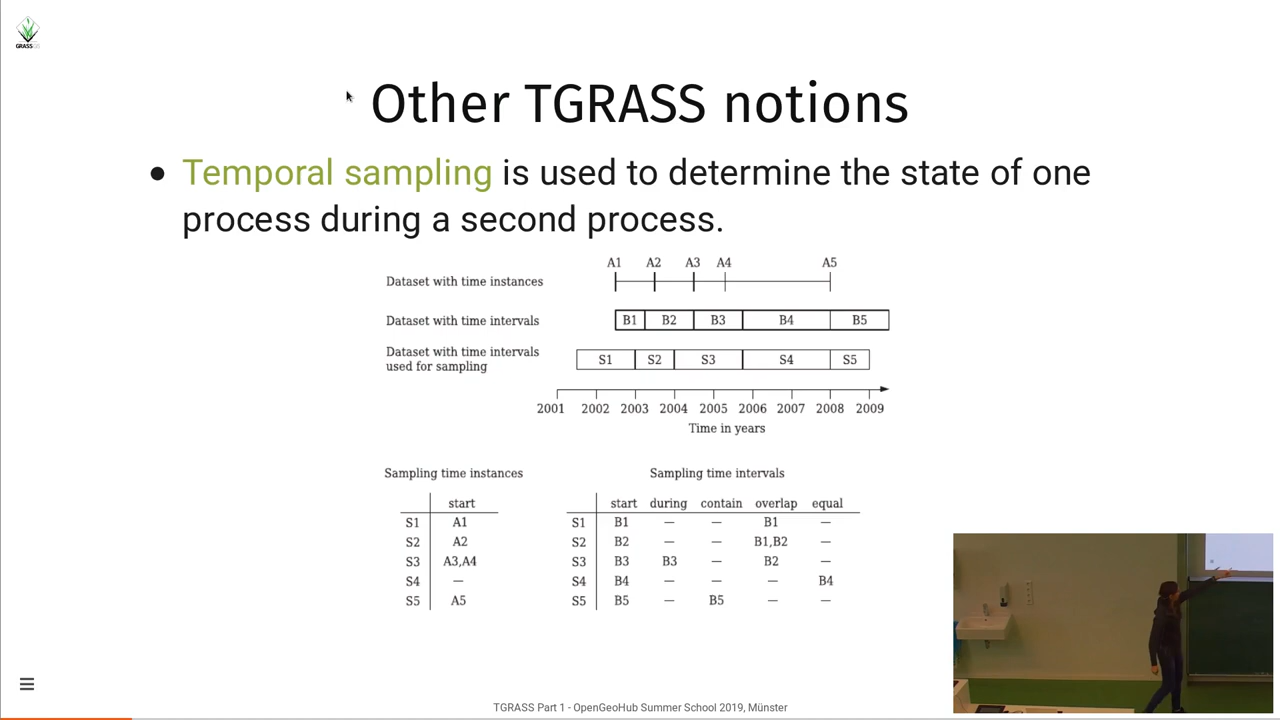 GRASS GIS
Other TGRASS notions
• Temporal sampling is used to determine the state of one
process during a second process.
A1 A2 A3 A4 A5
Dataset with time instances
Dataset with time intervals B1 B2 B3 B4 B5
Dataset with time intervals
used for sampling S1 S2 S3 S4 S5
2001 2002 2003 2004 2005 2006 2007 2008 2009
Time in years
Sampling time instances Sampling time intervals
start start during contain overlap equal
S1 A1 S1 B1 — — B1 —
S2 A2 S2 B2 — — B1,B2 —
S3 A3,A4 S3 B3 B3 — B2 —
S4 — S4 B4 — — — B4
S5 A5 S5 B5 — B5 — —
TGRASS Part 1 - OpenGeoHub Summer School 2019, Münster